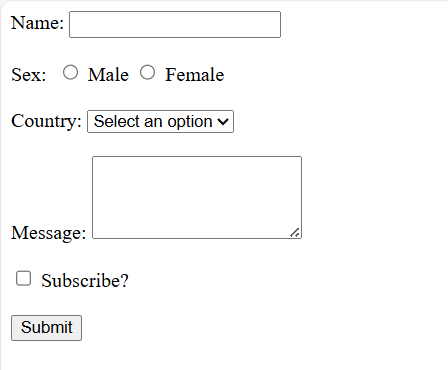 Name:
Sex: Male Female
Country: Select an option
Message:
Subscribe?
Submit